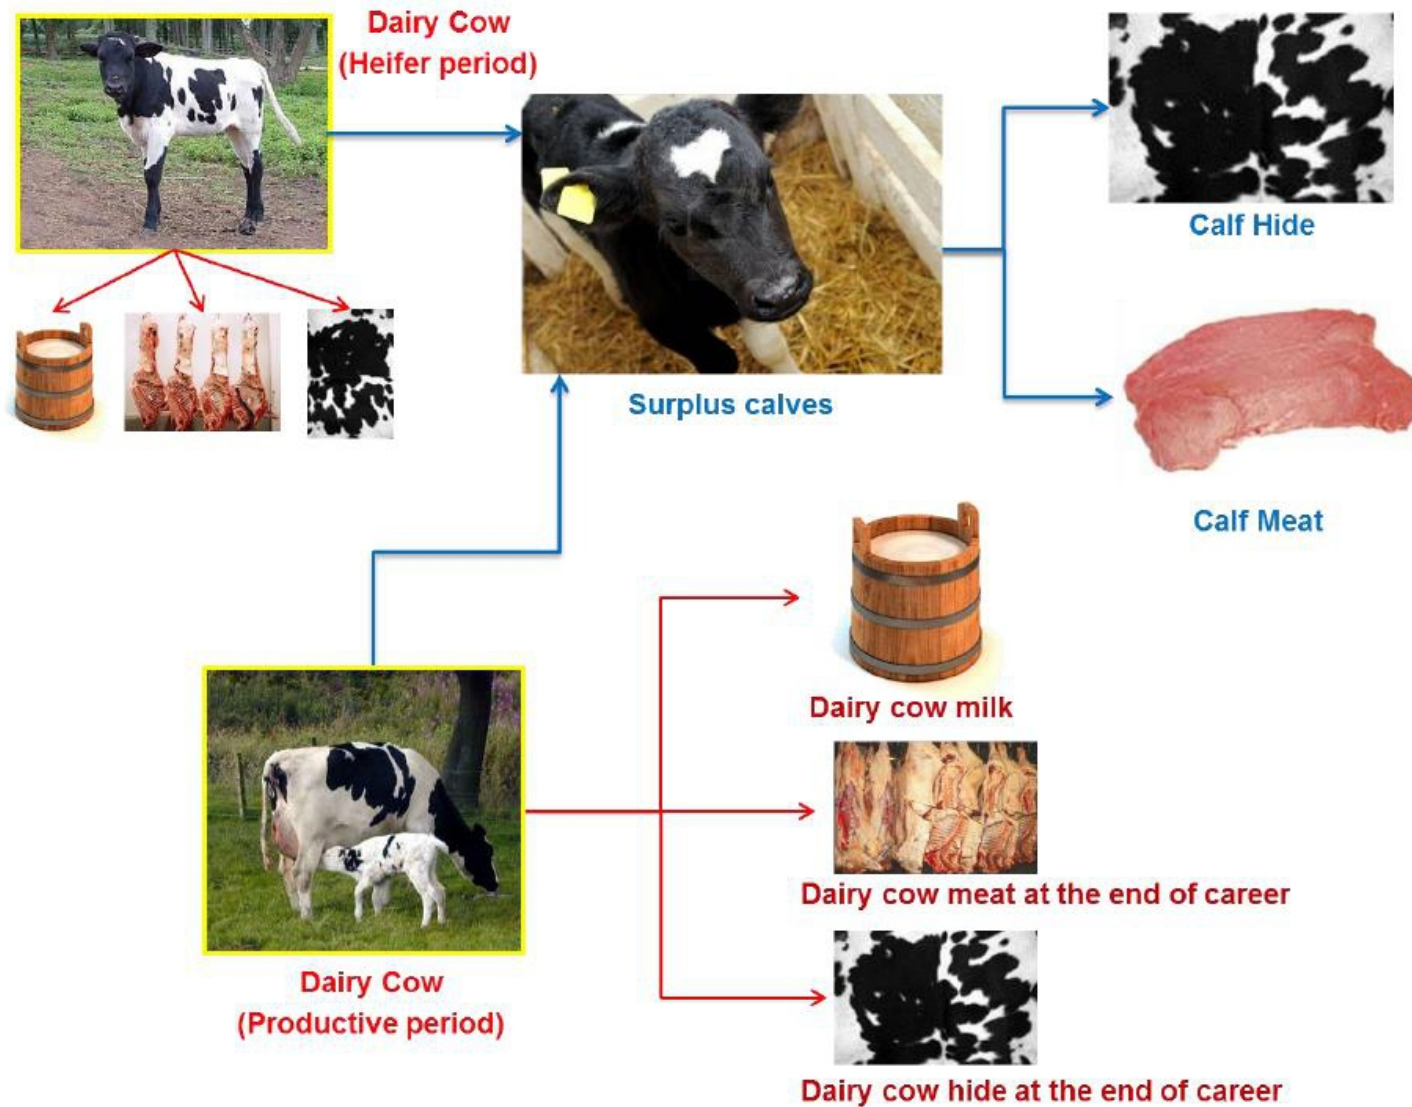 Dairy Cow
(Heifer period)
Calf Hide
Surplus calves
Calf Meat
Dairy cow milk
Dairy cow meat at the end of career
Dairy Cow
(Productive period)
Dairy cow hide at the end of career